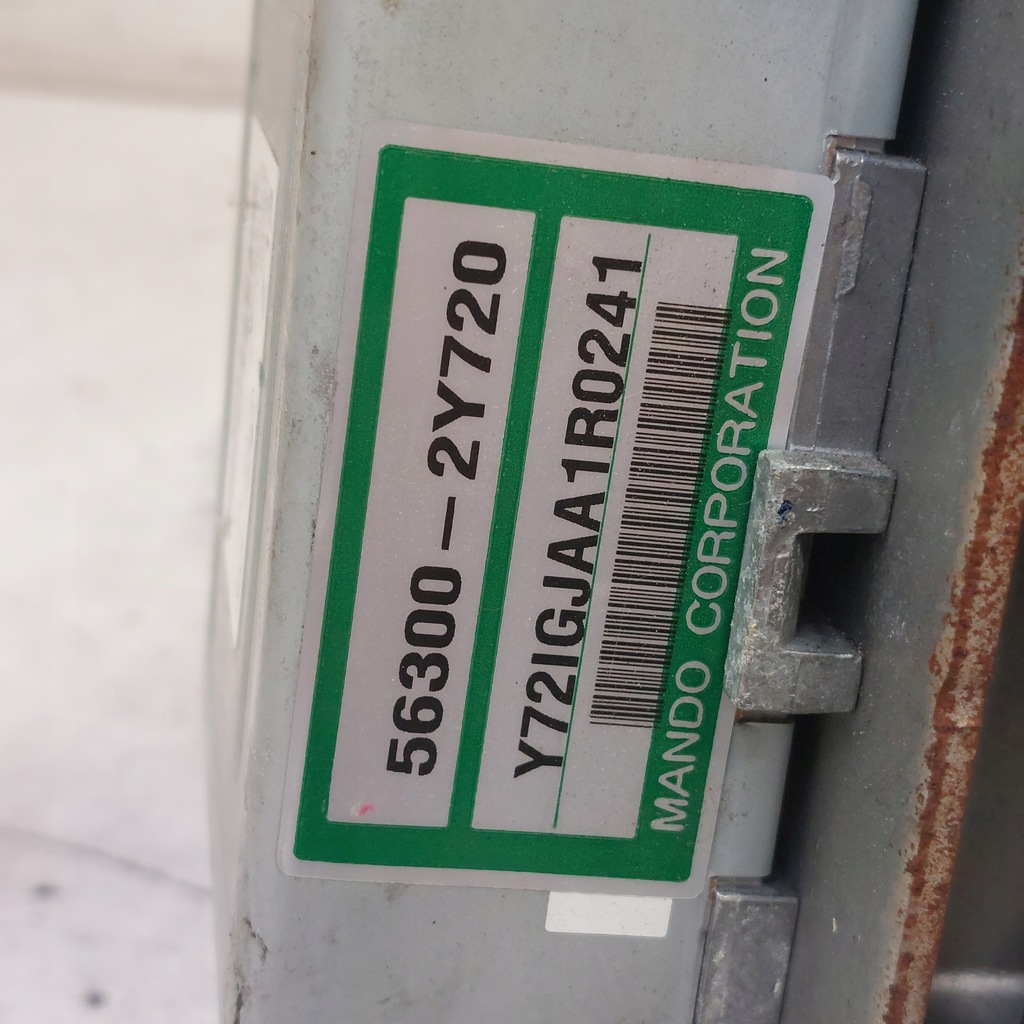 56300-2Y720
Y72IGJAA1R0241
MANDO CORPORATION